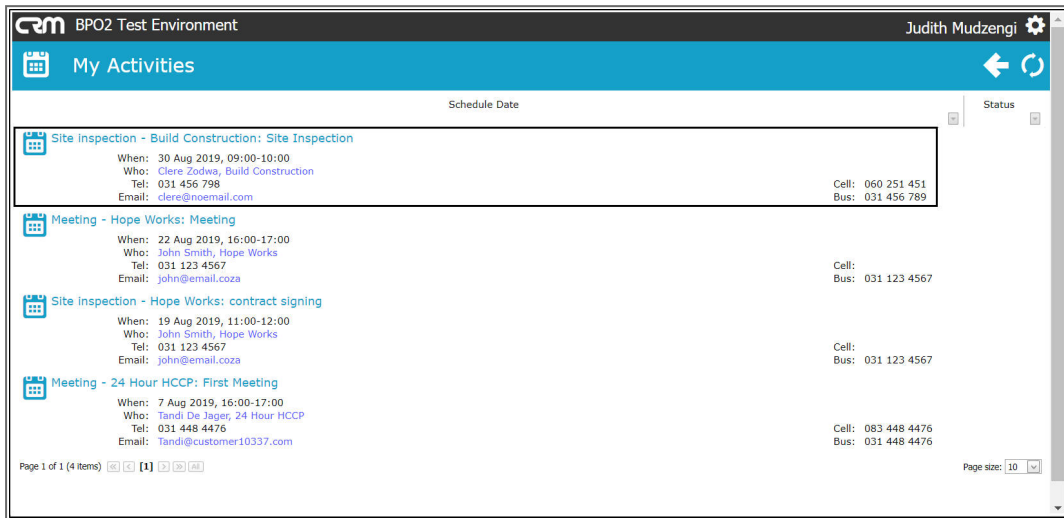 CRM BPO2 Test Environment Judith Mudzengi
My Activities
Schedule Date Status
Site inspection - Build Construction: Site Inspection
When: 30 Aug 2019, 09:00-10:00
Who: Clere Zodwa, Build Construction
Tel: 031 456 798 Cell: 060 251 451
Email: clere@noemail.com Bus: 031 456 789
Meeting - Hope Works: Meeting
When: 22 Aug 2019, 16:00-17:00
Who: John Smith, Hope Works
Tel: 031 123 4567 Cell:
Email: john@email.coza Bus: 031 123 4567
Site inspection - Hope Works: contract signing
When: 19 Aug 2019, 11:00-12:00
Who: John Smith, Hope Works
Tel: 031 123 4567 Cell:
Email: john@email.coza Bus: 031 123 4567
Meeting - 24 Hour HCCP: First Meeting
When: 7 Aug 2019, 16:00-17:00
Who: Tandi De Jager, 24 Hour HCCP
Tel: 031 448 4476 Cell: 083 448 4476
Email: Tandi@customer10337.com Bus: 031 448 4476
Page 1 of 1 (4 items) [1] All Page size: 10